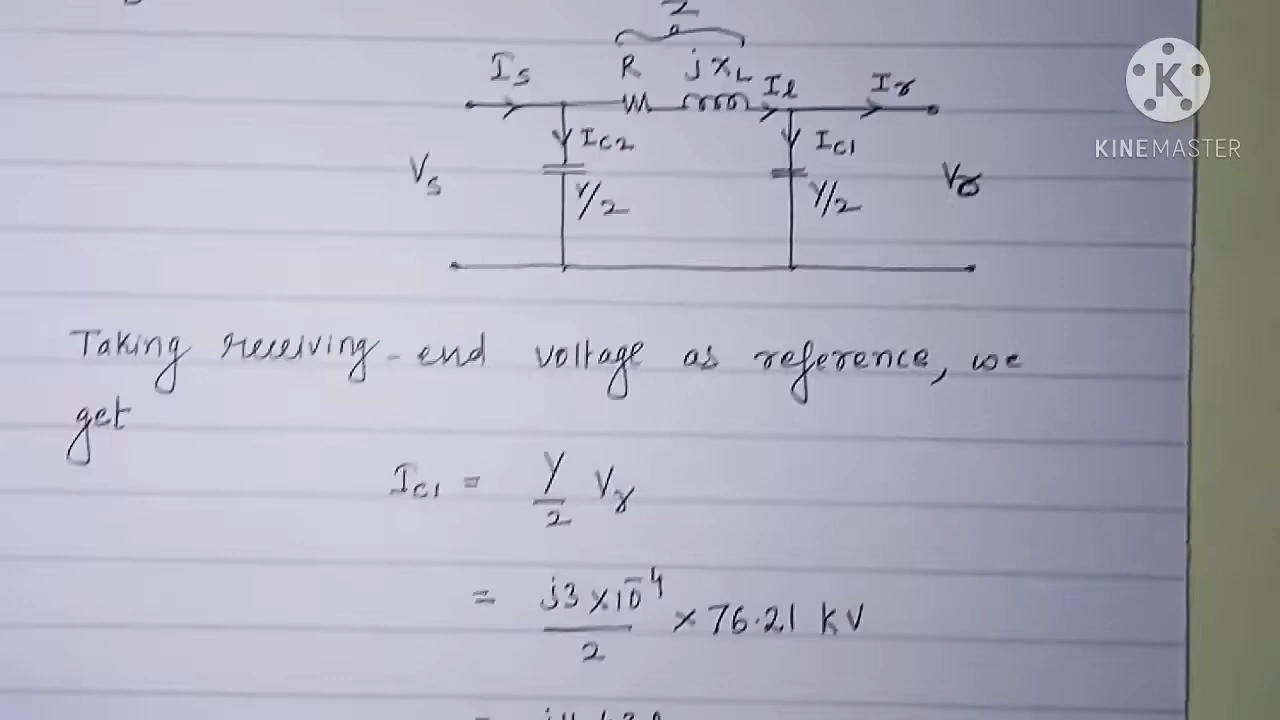 Z
R jXL
Is Il Ir
K
KINEMASTER
Ic2 Ic1
Vs Y/2 Y/2 Vr
Taking receiving-end voltage as reference, we
get
Ic1 = Y/2 Vr
= j3×10⁻⁴/2 × 76.21 KV